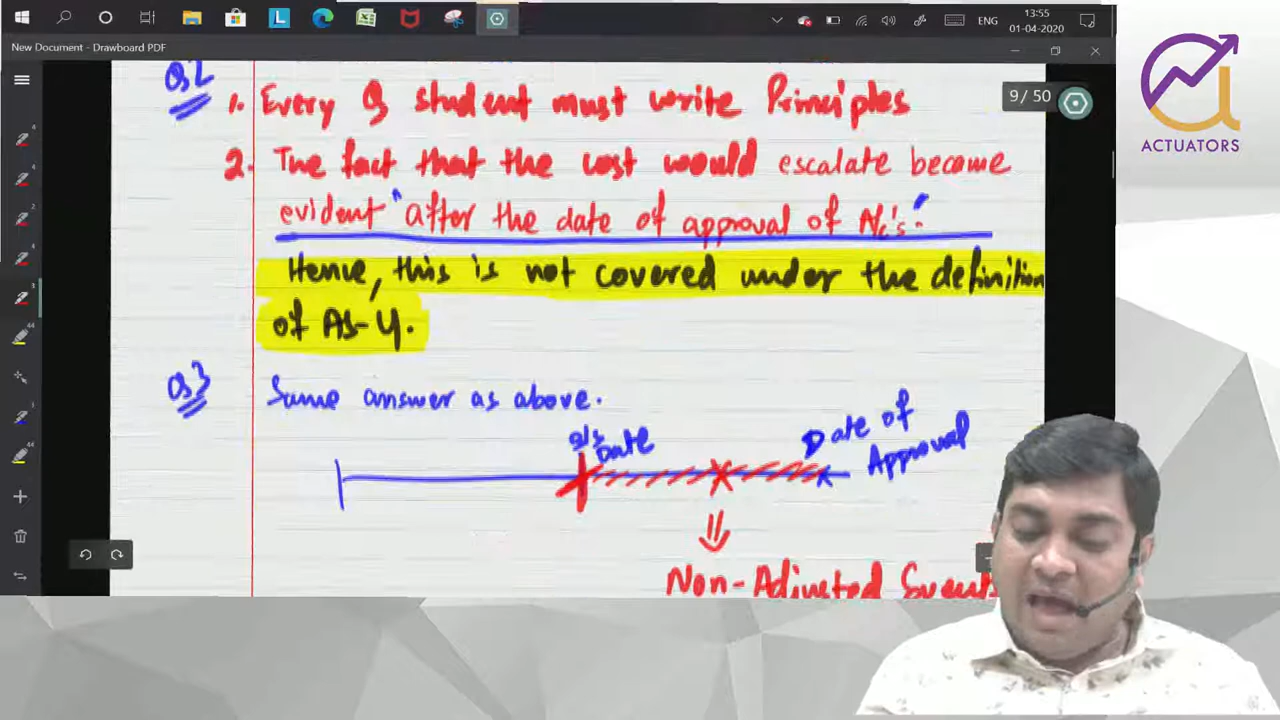 13:55
ENG
01-04-2020
New Document - Drawboard PDF
9 / 50
ACTUATORS
Q2
1. Every Q student must write Principles
2. The fact that the cost would escalate become
evident "after the date of approval of A/c's."
Hence, this is not covered under the definition
of AS-4.
Q3 Same answer as above.
B/S Date
Date of
Approval
Non-Adjusted Events